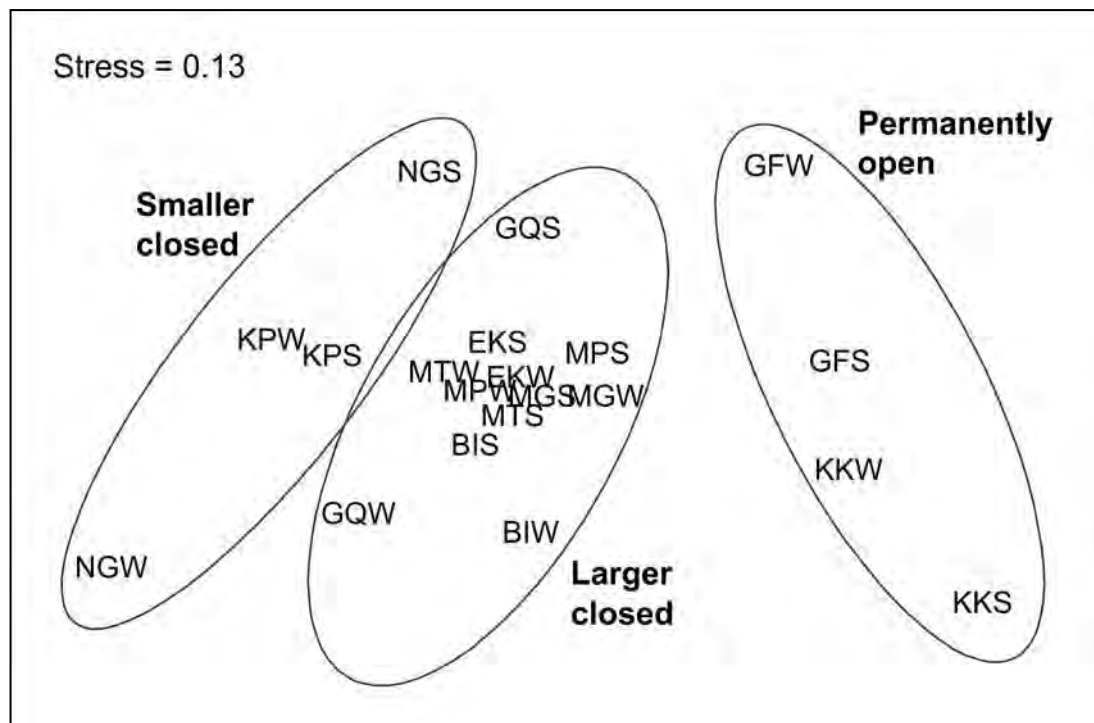 Stress = 0.13
Permanently
open
GFW
NGS
Smaller
closed
GQS
KPW
KPS
EKS
MPS
MTW
EKW
GFS
MPW
MGS
MGW
MTS
BIS
KKW
GQW
BIW
NGW
Larger
closed
KKS